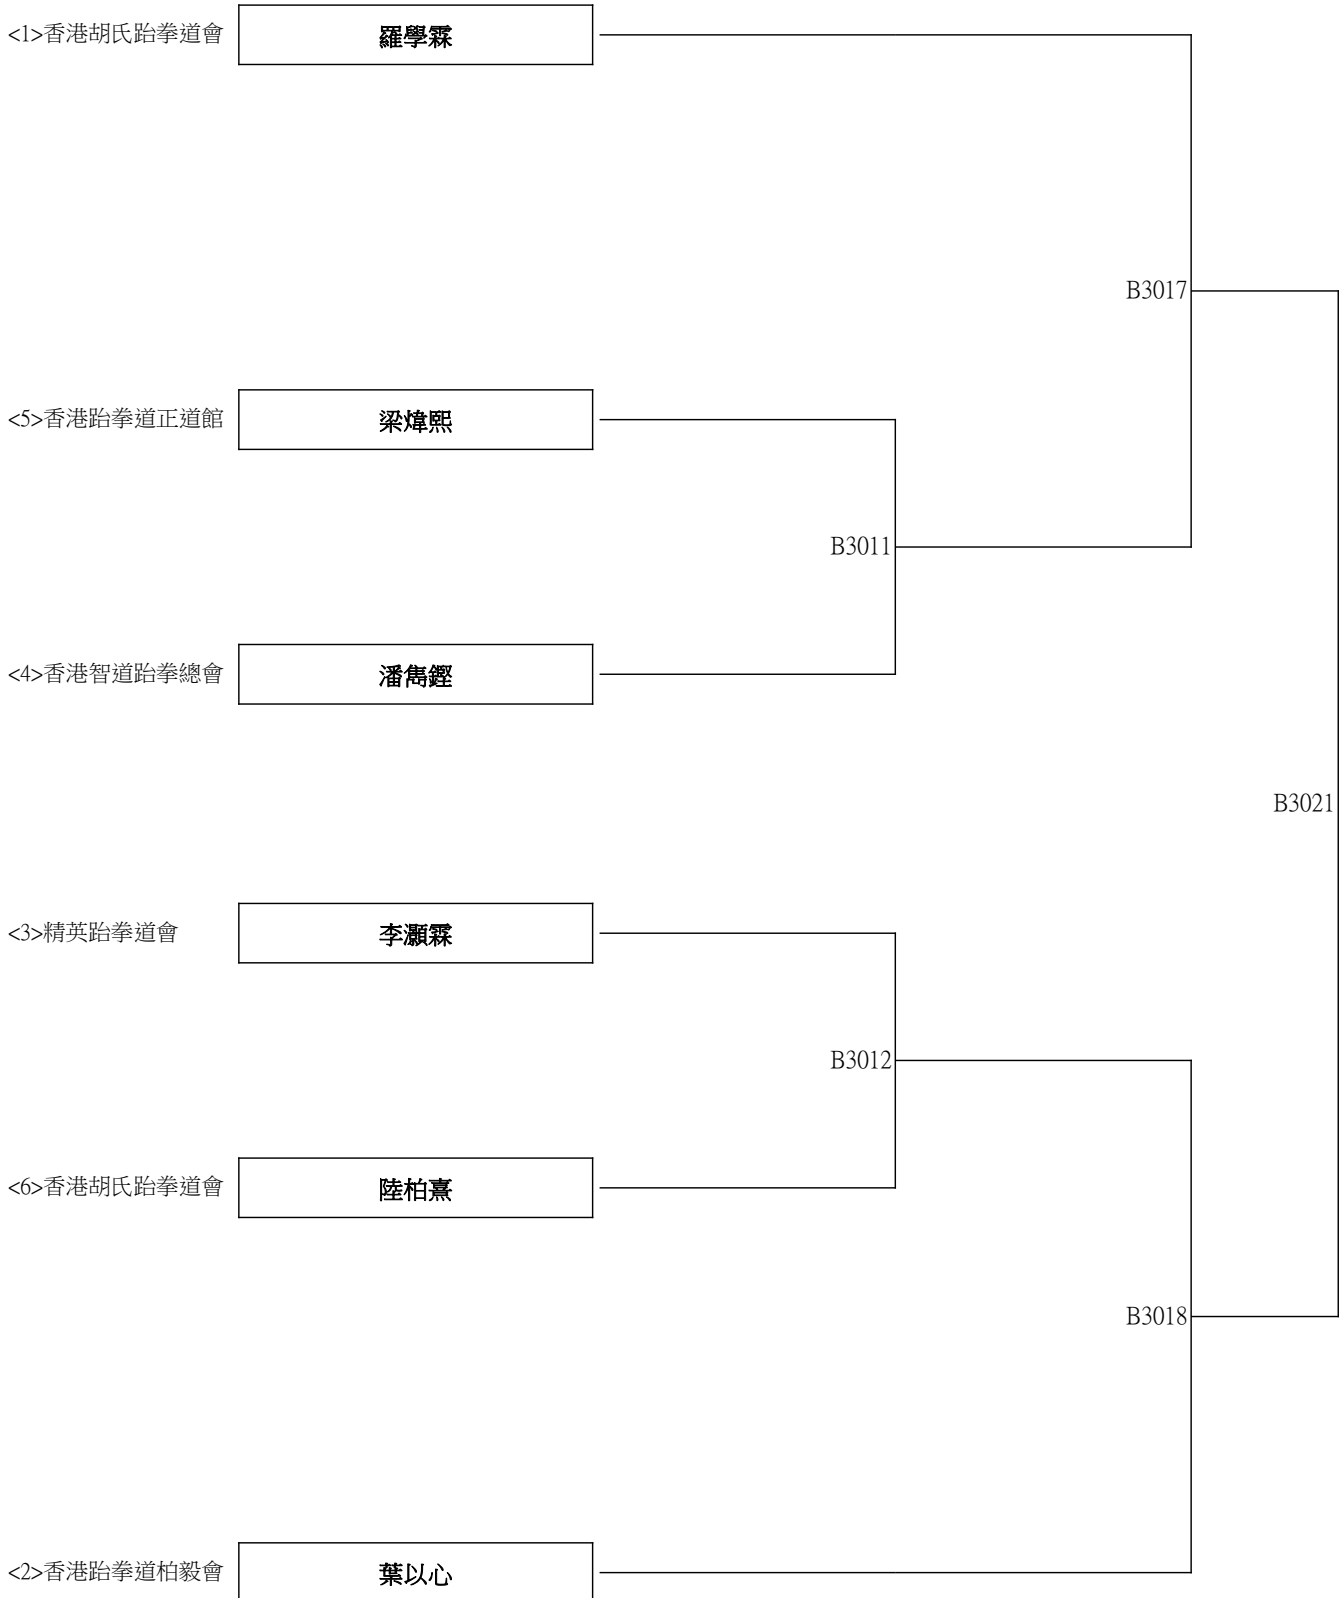 <1>香港胡氏跆拳道會 羅學霖
B3017
<5>香港跆拳道正道館 梁煒熙
B3011
<4>香港智道跆拳總會 潘雋鏗
B3021
<3>精英跆拳道會 李灝霖
B3012
<6>香港胡氏跆拳道會 陸柏熹
B3018
<2>香港跆拳道柏毅會 葉以心